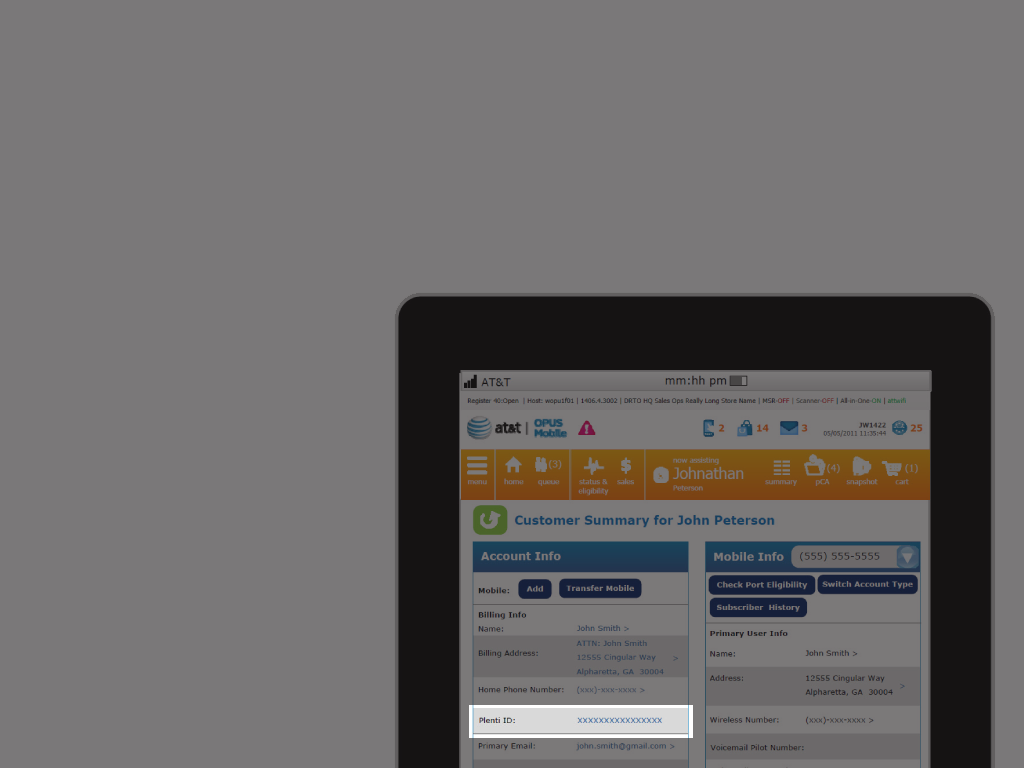 AT&T mm:hh pm
Register 40:Open | Host: wopu1f01 | 1406.4.3002 | DBTO HQ Sales Ops Really Long Store Name | MSR-OFF | Scanner-OFF | All-in-One-ON | attwifi
at&t | OPUS Mobile
2 14 3 JW1422 25
05/05/2011 11:35:44
menu home queue (3) status & eligibility sales
now assisting
Johnathan
Peterson
summary pCA (4) snapshot cart (1)
Customer Summary for John Peterson
Account Info
Mobile: Add Transfer Mobile
Billing Info
Name: John Smith >
Billing Address: ATTN: John Smith
12555 Cingular Way >
Alpharetta, GA 30004
Home Phone Number: (xxx)-xxx-xxxx >
Plenti ID: xxxxxxxxxxxxxxxx
Primary Email: john.smith@gmail.com >
Mobile Info (555) 555-5555
Check Port Eligibility Switch Account Type
Subscriber History
Primary User Info
Name: John Smith >
Address: 12555 Cingular Way >
Alpharetta, GA 30004
Wireless Number: (xxx)-xxx-xxxx >
Voicemail Pilot Number: